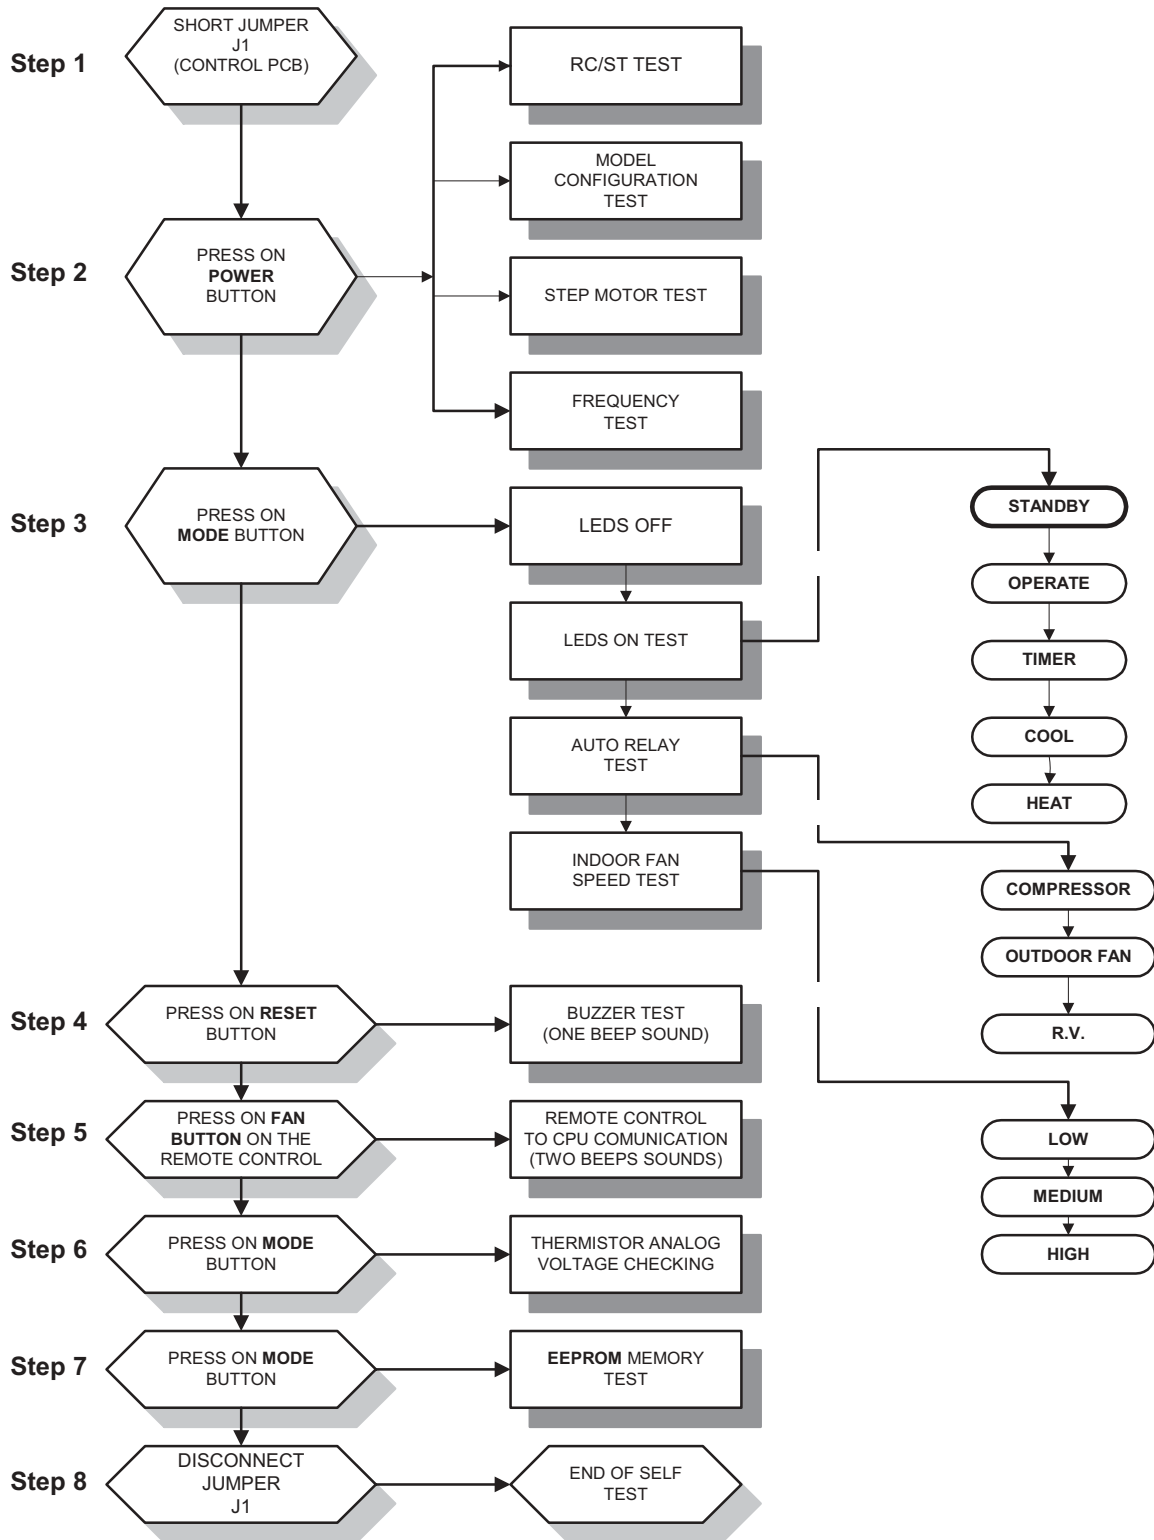 Step 1
SHORT JUMPER
J1
(CONTROL PCB)
RC/ST TEST
MODEL
CONFIGURATION
TEST
Step 2
PRESS ON
POWER
BUTTON
STEP MOTOR TEST
FREQUENCY
TEST
Step 3
PRESS ON
MODE BUTTON
LEDS OFF
LEDS ON TEST
AUTO RELAY
TEST
INDOOR FAN
SPEED TEST
STANDBY
OPERATE
TIMER
COOL
HEAT
COMPRESSOR
OUTDOOR FAN
R.V.
LOW
MEDIUM
HIGH
Step 4
PRESS ON RESET
BUTTON
BUZZER TEST
(ONE BEEP SOUND)
Step 5
PRESS ON FAN
BUTTON ON THE
REMOTE CONTROL
REMOTE CONTROL
TO CPU COMUNICATION
(TWO BEEPS SOUNDS)
Step 6
PRESS ON MODE
BUTTON
THERMISTOR ANALOG
VOLTAGE CHECKING
Step 7
PRESS ON MODE
BUTTON
EEPROM MEMORY
TEST
Step 8
DISCONNECT
JUMPER
J1
END OF SELF
TEST